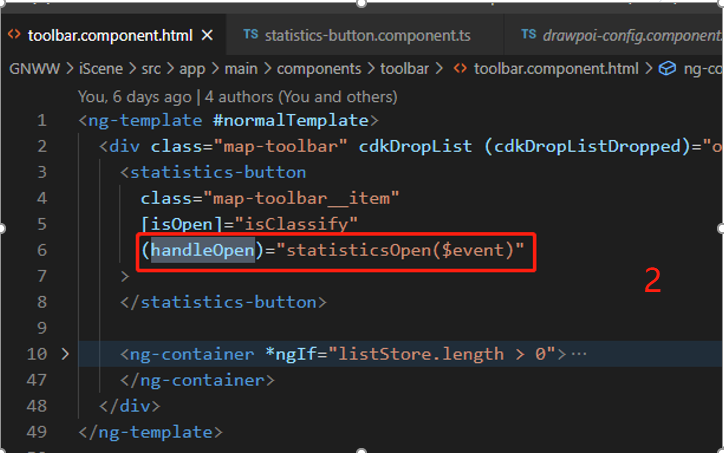 toolbar.component.html
TS statistics-button.component.ts
TS drawpoi-config.component.
GNWW > iScene > src > app > main > components > toolbar > toolbar.component.html > ng-co
You, 6 days ago | 4 authors (You and others)
1 <ng-template #normalTemplate>
2 <div class="map-toolbar" cdkDropList (cdkDropListDropped)="o
3 <statistics-button
4 class="map-toolbar__item"
5 [isOpen]="isClassify"
6 (handleOpen)="statisticsOpen($event)"
7 >
8 </statistics-button>
9
10 <ng-container *ngIf="listStore.length > 0">…
47 </ng-container>
48 </div>
49 </ng-template>
2